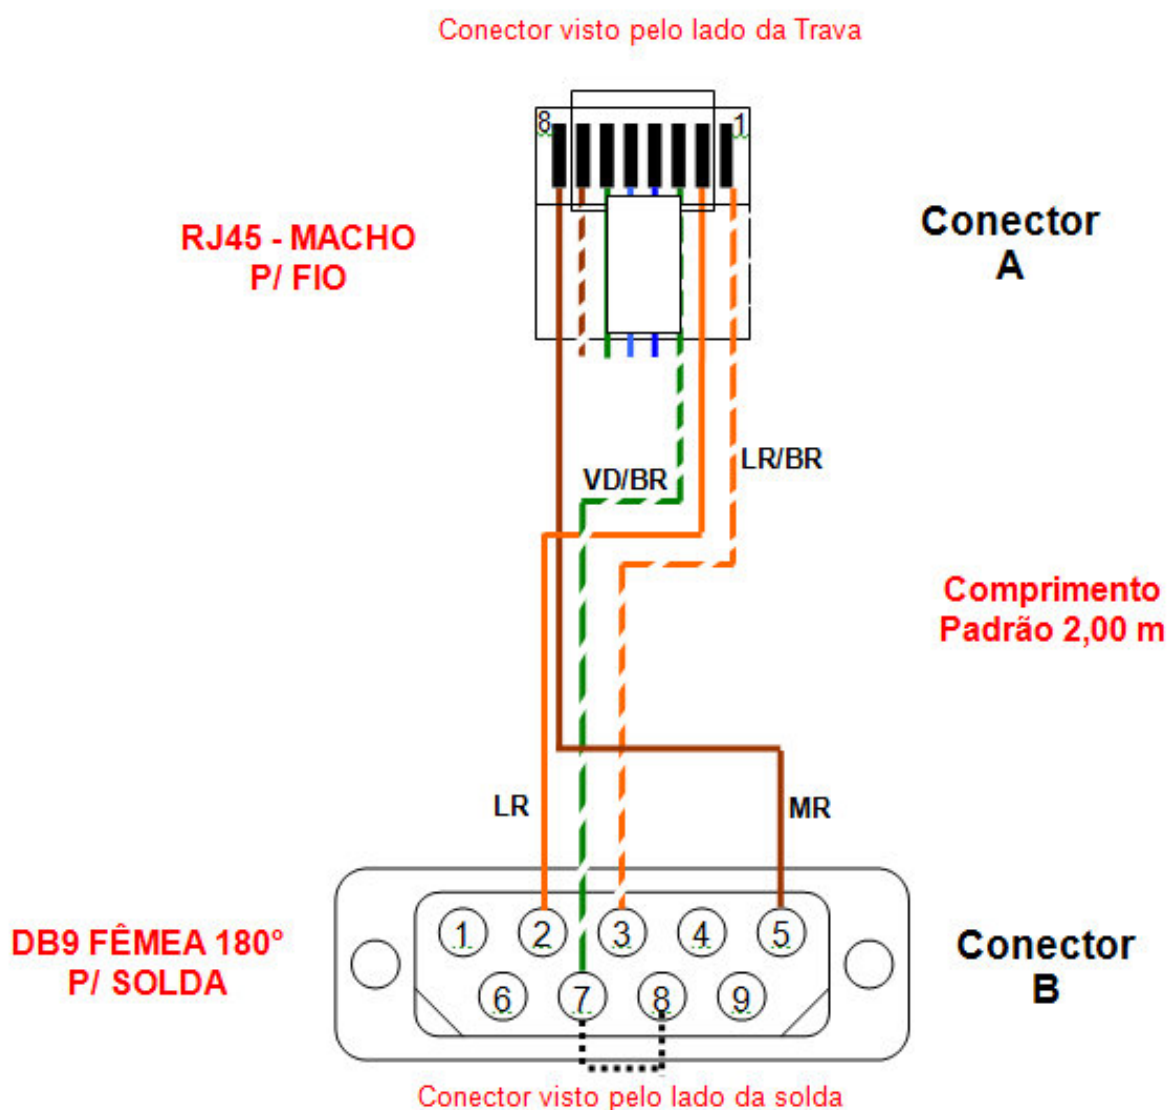 Conector visto pelo lado da Trava
8
1
RJ45 - MACHO
P/ FIO
Conector
A
VD/BR
LR/BR
Comprimento
Padrão 2,00 m
LR
MR
DB9 FÊMEA 180°
P/ SOLDA
1 2 3 4 5
6 7 8 9
Conector
B
Conector visto pelo lado da solda